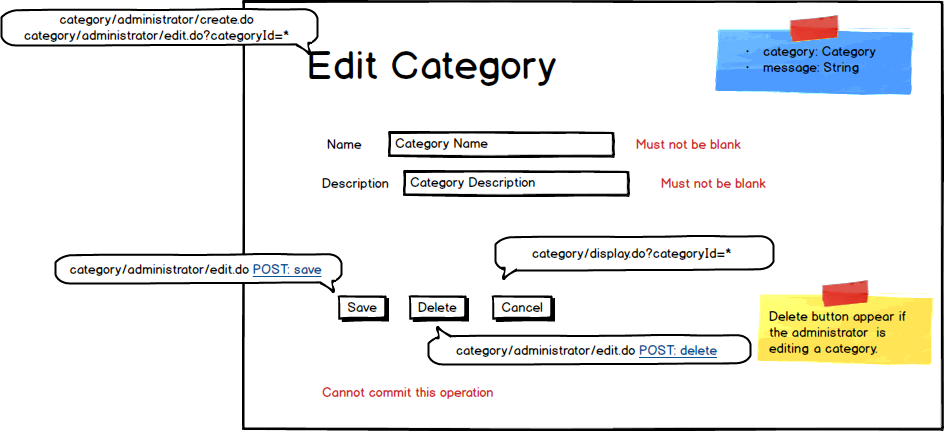 category/administrator/create.do
category/administrator/edit.do?categoryId=*
Edit Category
• category: Category
• message: String
Name
Category Name
Must not be blank
Description
Category Description
Must not be blank
category/display.do?categoryId=*
category/administrator/edit.do POST: save
Save
Delete
Cancel
Delete button appear if
the administrator is
editing a category.
category/administrator/edit.do POST: delete
Cannot commit this operation